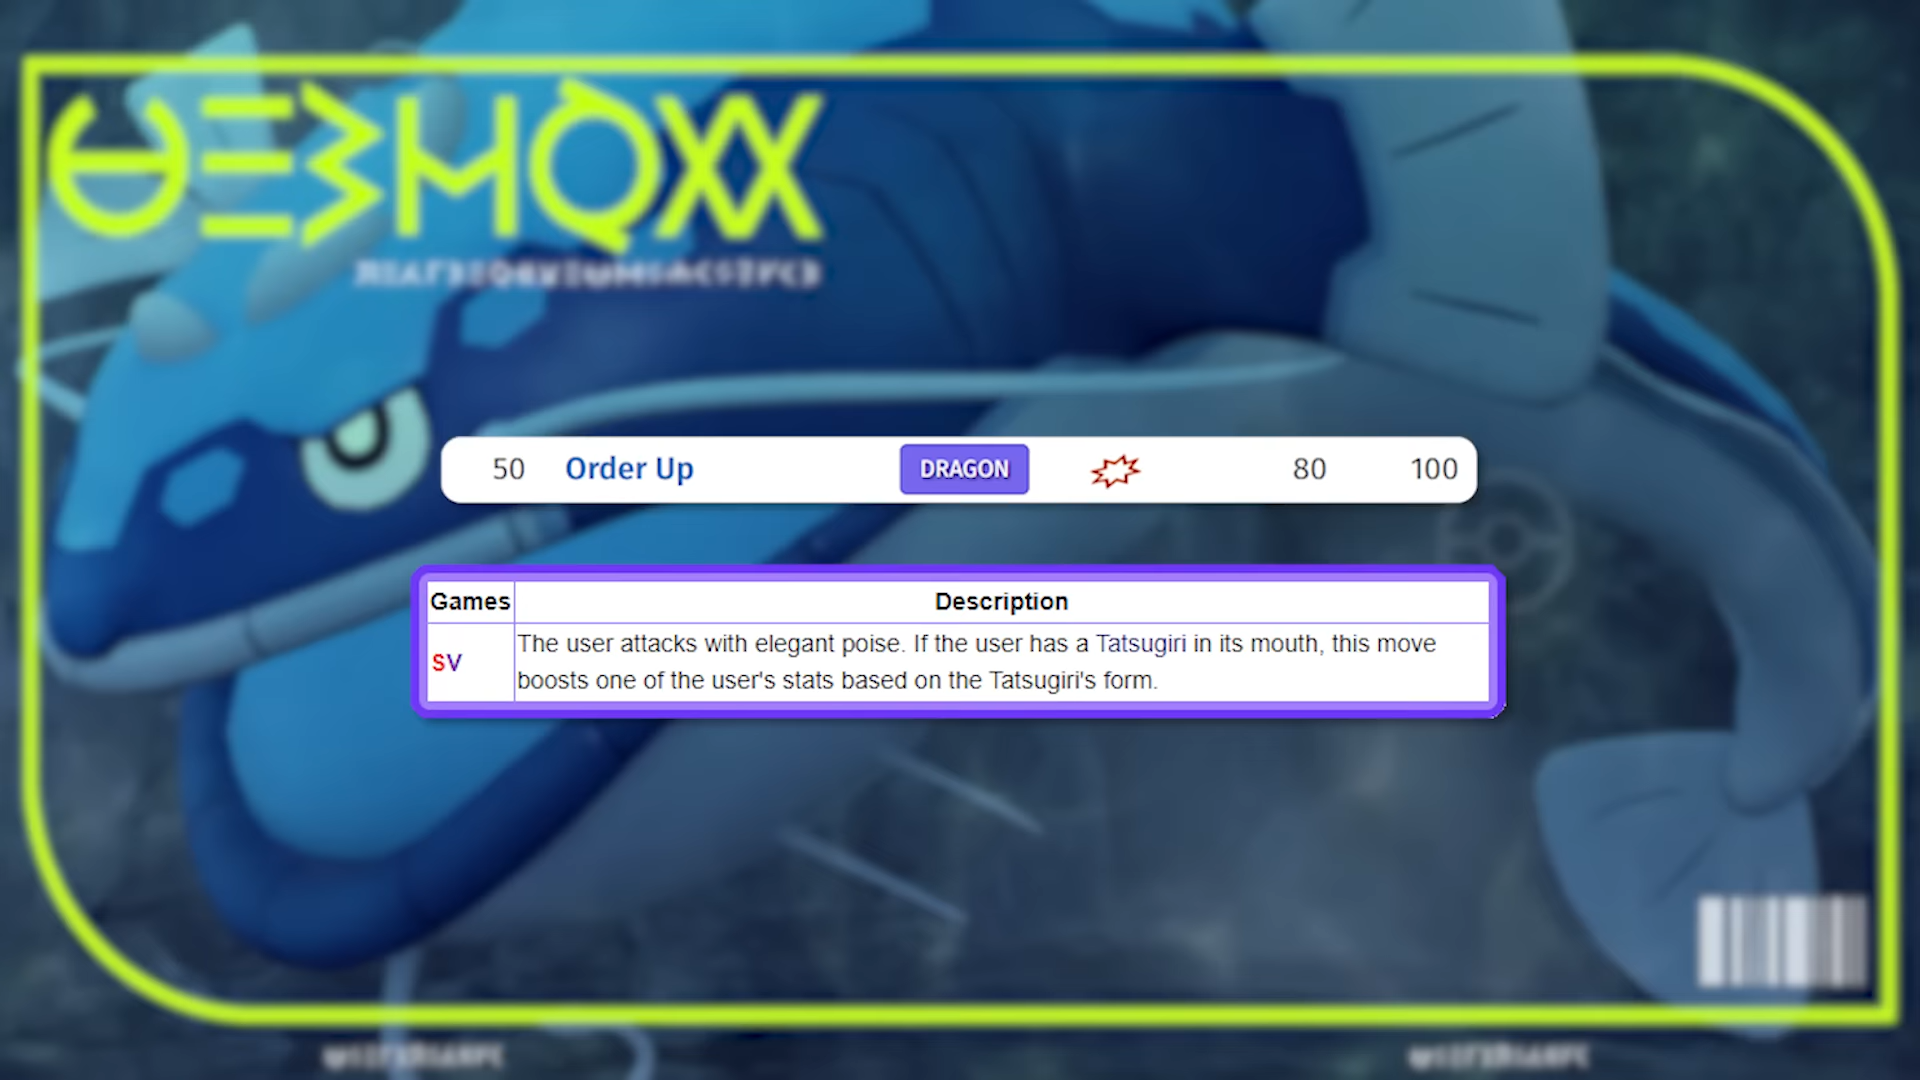 50 Order Up DRAGON 80 100
Games Description
SV The user attacks with elegant poise. If the user has a Tatsugiri in its mouth, this move
boosts one of the user's stats based on the Tatsugiri's form.